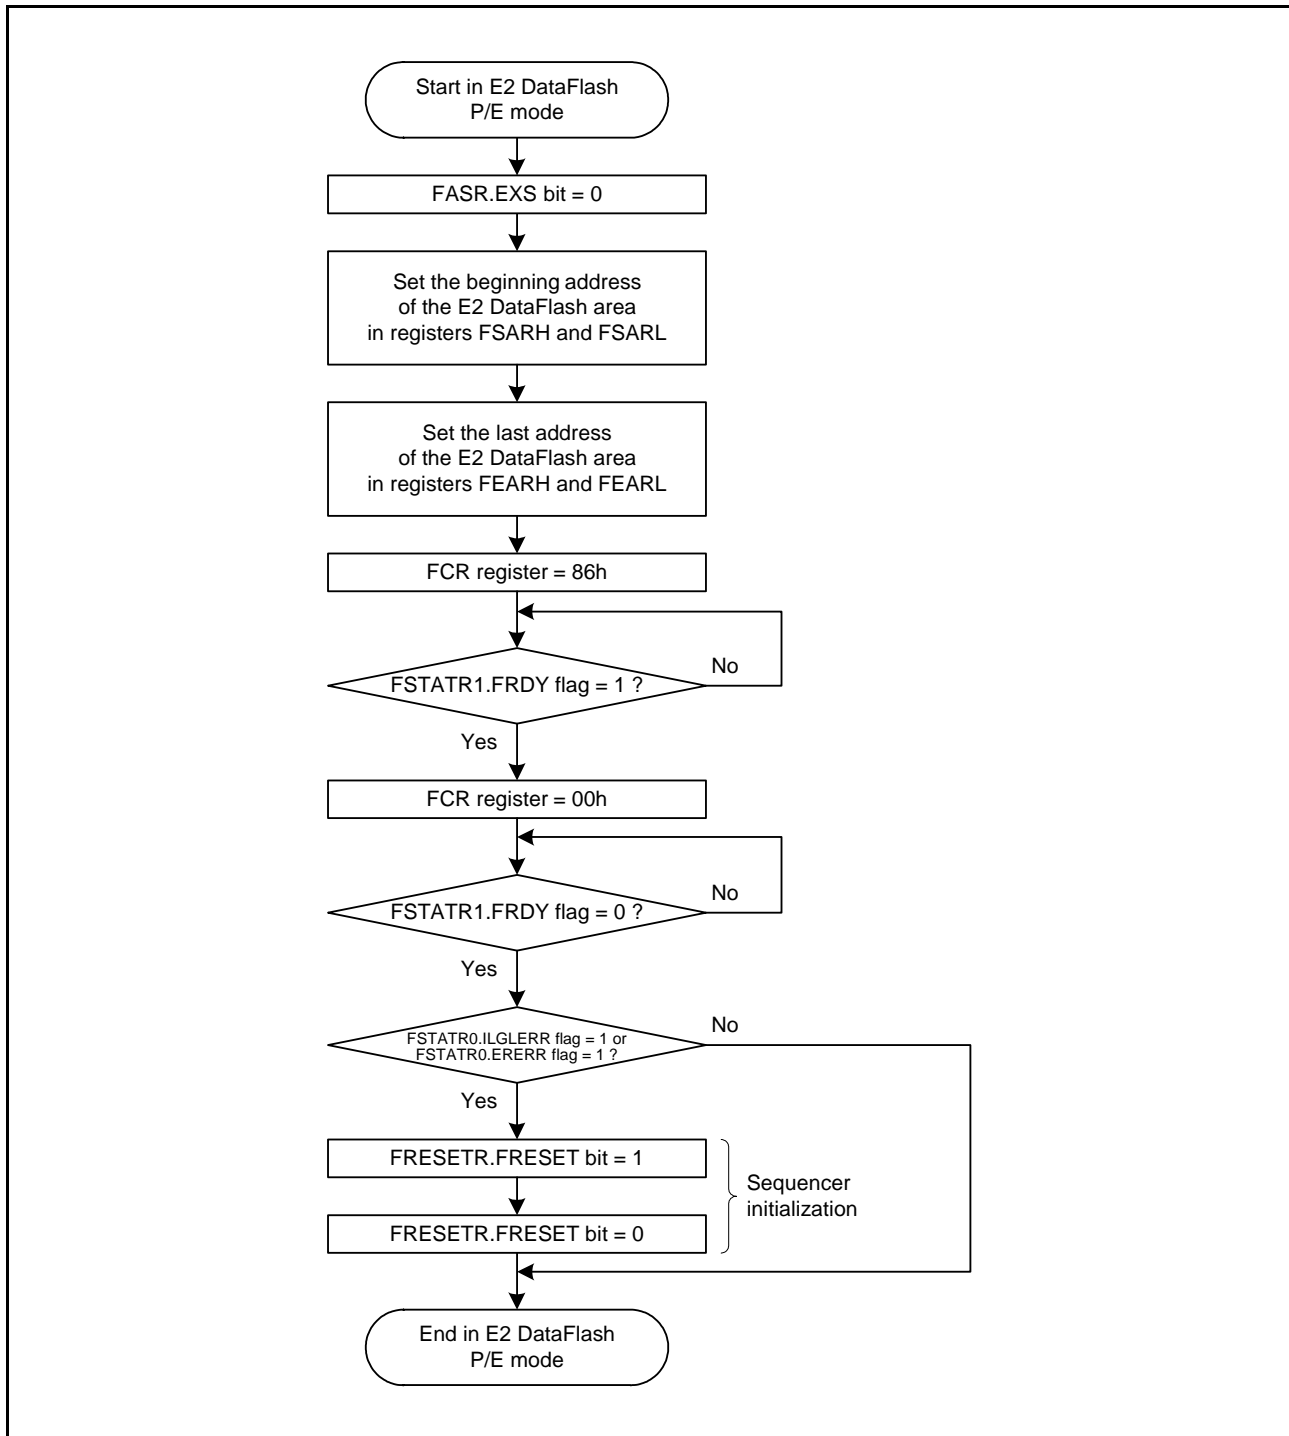 Start in E2 DataFlash
P/E mode
FASR.EXS bit = 0
Set the beginning address
of the E2 DataFlash area
in registers FSARH and FSARL
Set the last address
of the E2 DataFlash area
in registers FEARH and FEARL
FCR register = 86h
FSTATR1.FRDY flag = 1 ?
No
Yes
FCR register = 00h
FSTATR1.FRDY flag = 0 ?
No
Yes
FSTATR0.ILGLERR flag = 1 or
FSTATR0.ERERR flag = 1 ?
No
Yes
FRESETR.FRESET bit = 1
FRESETR.FRESET bit = 0
Sequencer
initialization
End in E2 DataFlash
P/E mode